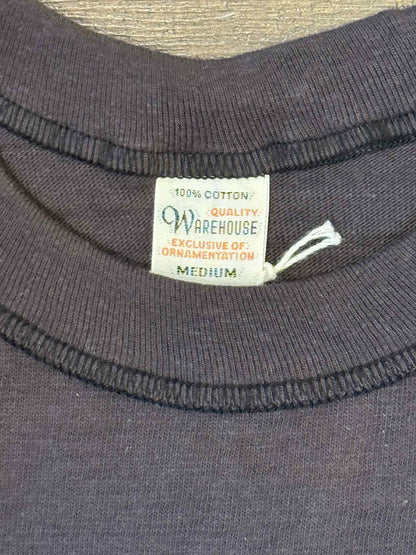 100% COTTON
QUALITY
WAREHOUSE
EXCLUSIVE OF
ORNAMENTATION
MEDIUM